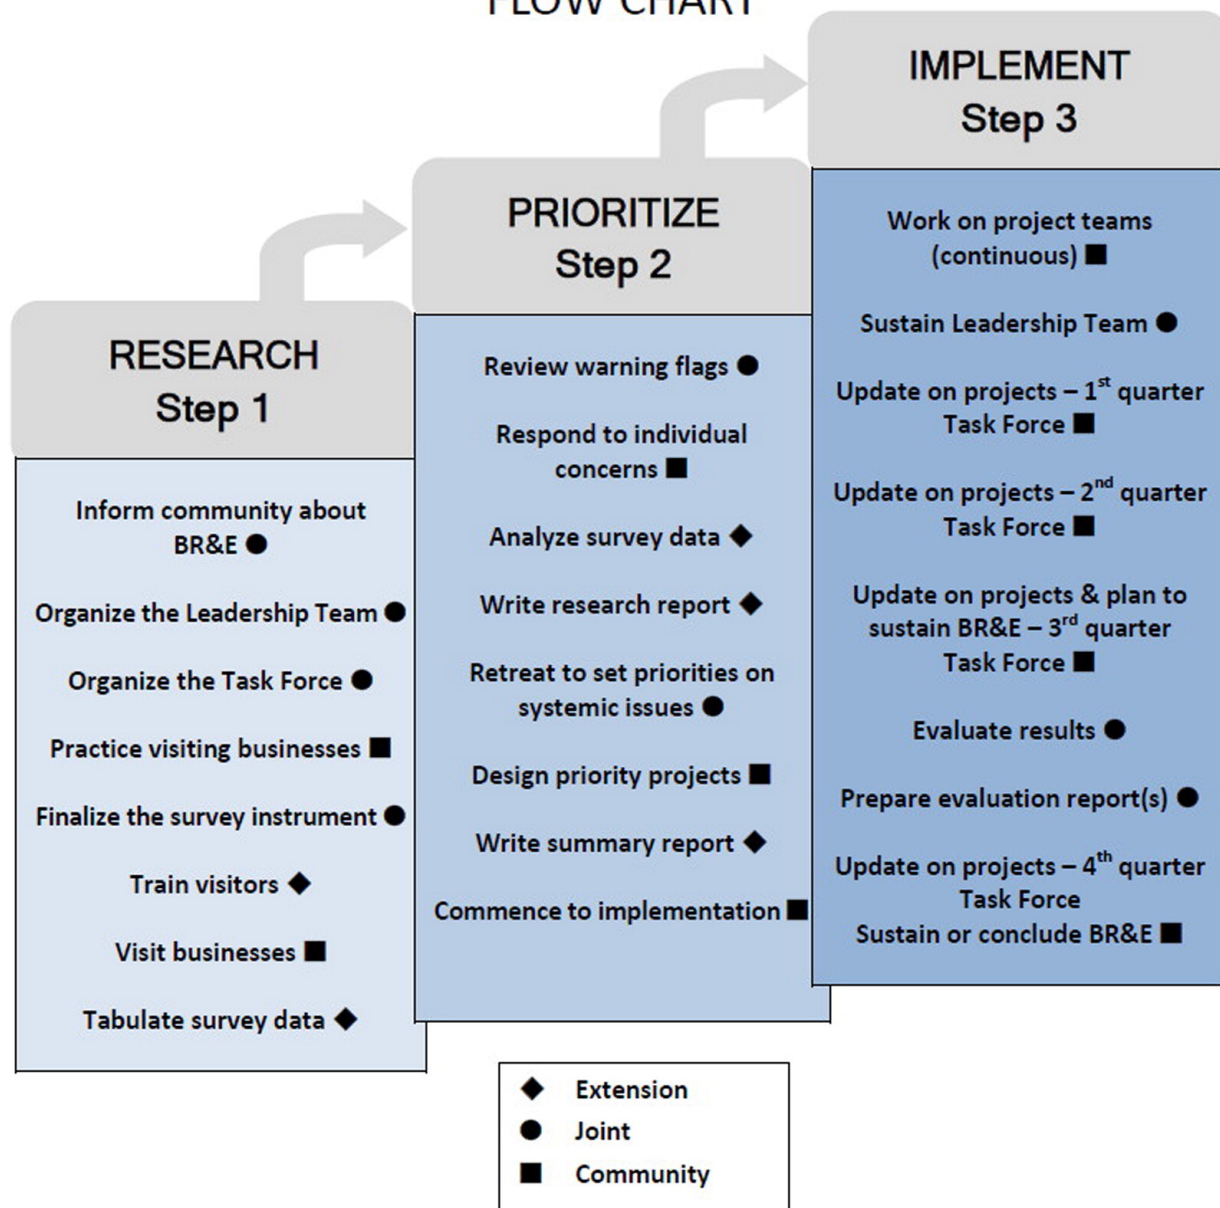 FLOW CHART
RESEARCH
Step 1
Inform community about
BR&E ●
Organize the Leadership Team ●
Organize the Task Force ●
Practice visiting businesses ■
Finalize the survey instrument ●
Train visitors ◆
Visit businesses ■
Tabulate survey data ◆
PRIORITIZE
Step 2
Review warning flags ●
Respond to individual
concerns ■
Analyze survey data ◆
Write research report ◆
Retreat to set priorities on
systemic issues ●
Design priority projects ■
Write summary report ◆
Commence to implementation ■
IMPLEMENT
Step 3
Work on project teams
(continuous) ■
Sustain Leadership Team ●
Update on projects – 1st quarter
Task Force ■
Update on projects – 2nd quarter
Task Force ■
Update on projects & plan to
sustain BR&E – 3rd quarter
Task Force ■
Evaluate results ●
Prepare evaluation report(s) ●
Update on projects – 4th quarter
Task Force
Sustain or conclude BR&E ■
◆ Extension
● Joint
■ Community